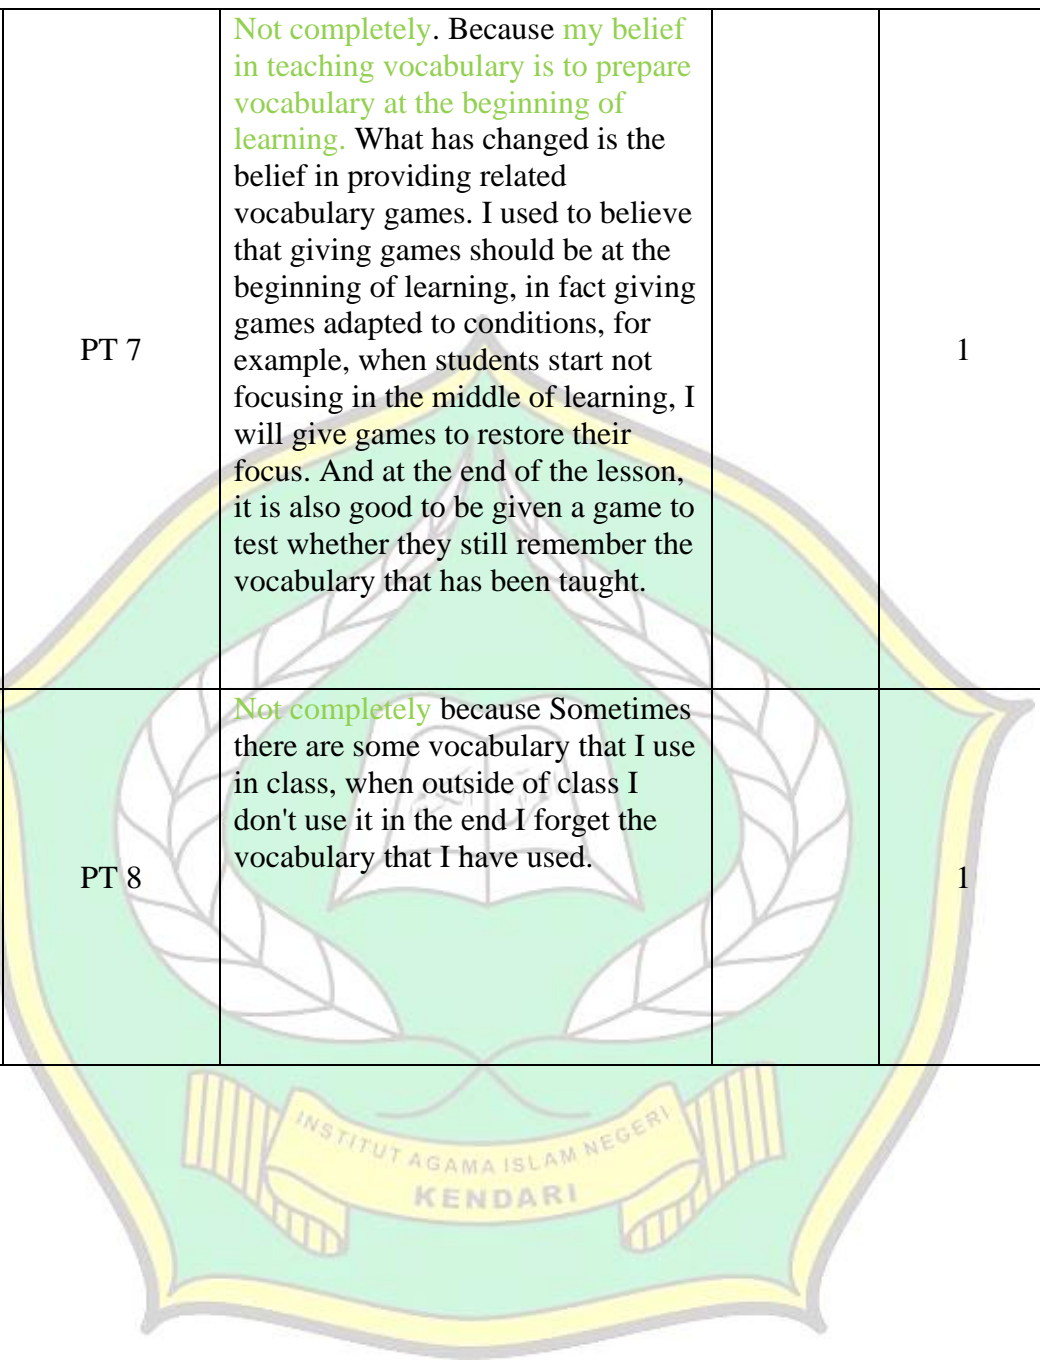 Not completely. Because my belief
in teaching vocabulary is to prepare
vocabulary at the beginning of
learning. What has changed is the
belief in providing related
vocabulary games. I used to believe
that giving games should be at the
beginning of learning, in fact giving
games adapted to conditions, for
PT 7
example, when students start not
1
focusing in the middle of learning, I
will give games to restore their
focus. And at the end of the lesson,
it is also good to be given a game to
test whether they still remember the
vocabulary that has been taught.
Not completely because Sometimes
there are some vocabulary that I use
in class, when outside of class I
don't use it in the end I forget the
vocabulary that I have used.
PT 8
1
INSTITUT AGAMA ISLAM NEGERI
KENDARI